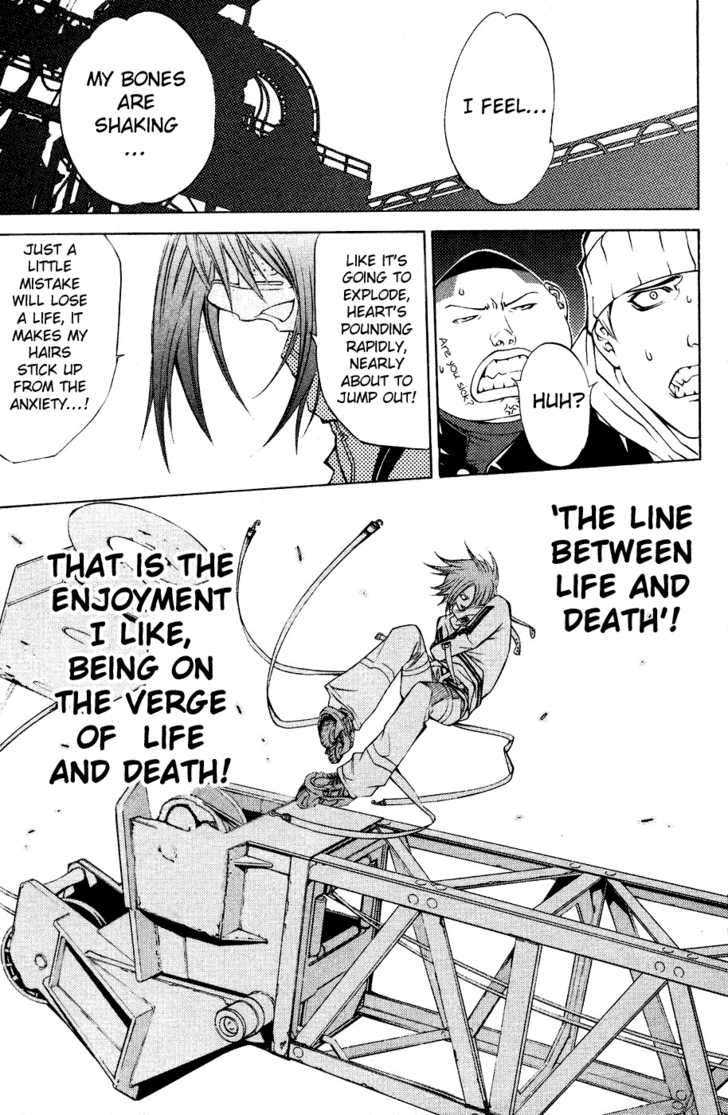 I FEEL...
MY BONES
ARE
SHAKING
...
Are you sick?
HUH?
LIKE IT'S
GOING TO
EXPLODE,
HEART'S
POUNDING
RAPIDLY,
NEARLY
ABOUT TO
JUMP OUT!
JUST A
LITTLE
MISTAKE
WILL LOSE
A LIFE, IT
MAKES MY
HAIRS
STICK UP
FROM THE
ANXIETY...!
'THE LINE
BETWEEN
LIFE AND
DEATH'!
THAT IS THE
ENJOYMENT
I LIKE,
BEING ON
THE VERGE
OF LIFE
AND DEATH!